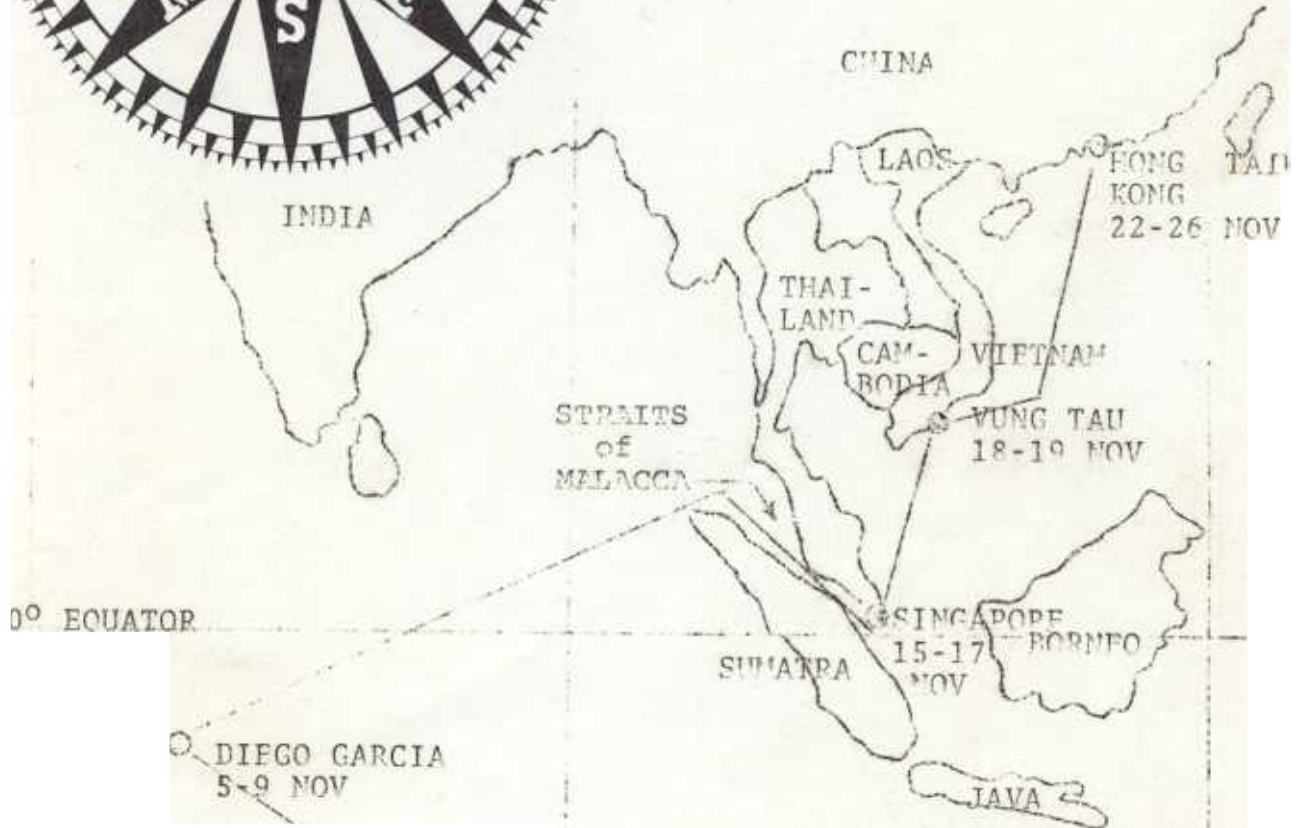 S
CHINA
LAOS
HONG
KONG
22-26 NOV
INDIA
THAI-
LAND
CAM-
BODIA
VIETNAM
STRAITS
of
MALACCA
VUNG TAU
18-19 NOV
0° EQUATOR
SINGAPORE
15-17
NOV
BORNEO
SUMATRA
DIEGO GARCIA
5-9 NOV
JAVA